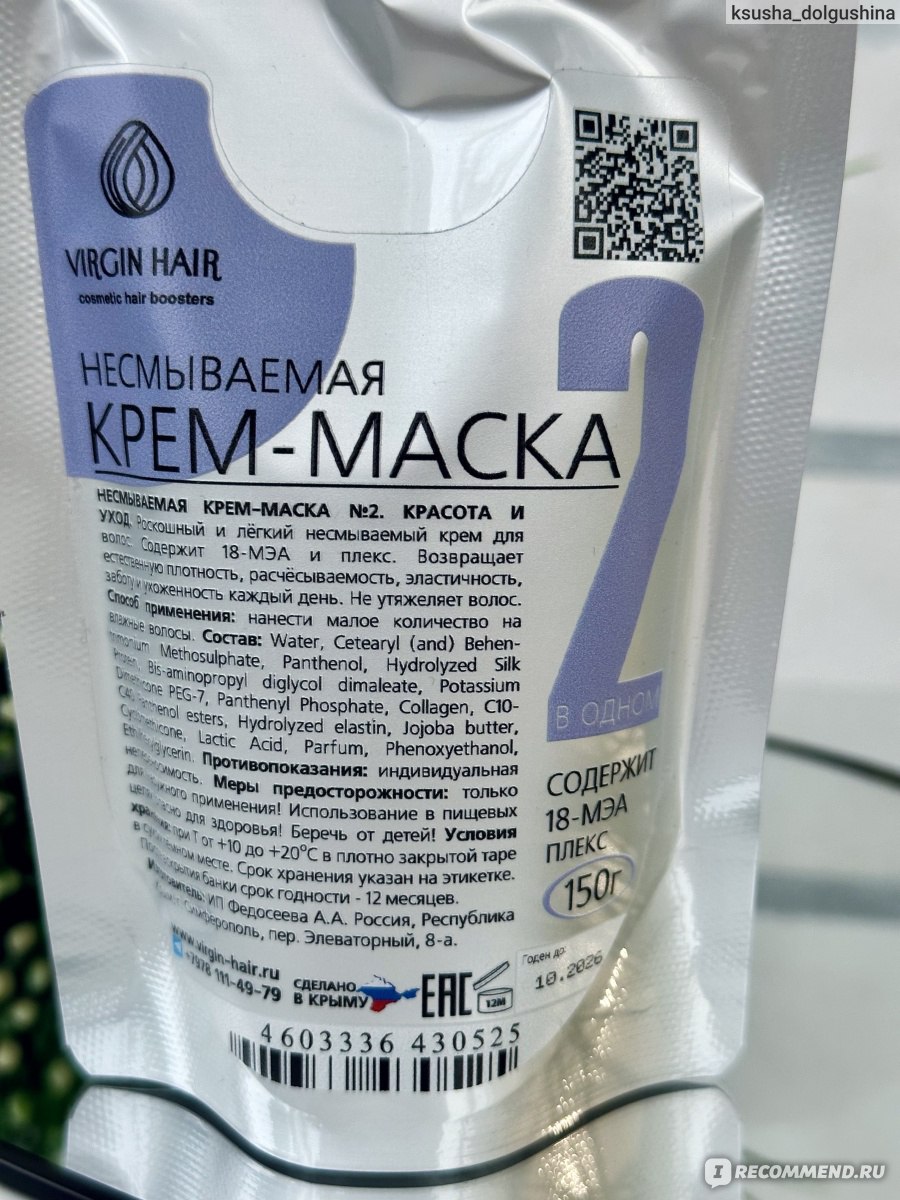 ksusha_dolgushina
VIRGIN HAIR
cosmetic hair boosters
НЕСМЫВАЕМАЯ
КРЕМ-МАСКА
2
В ОДНОМ
НЕСМЫВАЕМАЯ КРЕМ–МАСКА №2. КРАСОТА И
УХОД. Роскошный и лёгкий несмываемый крем для
волос. Содержит 18-МЭА и плекс. Возвращает
естественную плотность, расчёсываемость, эластичность,
заботу и ухоженность каждый день. Не утяжеляет волос.
Способ применения: нанести малое количество на
влажные волосы. Состав: Water, Cetearyl (and) Behen-
Methosulphate, Panthenol, Hydrolyzed Silk
Bis-aminopropyl diglycol dimaleate, Potassium
PEG-7, Panthenyl Phosphate, Collagen, C10-
esters, Hydrolyzed elastin, Jojoba butter,
Lactic Acid, Parfum, Phenoxyethanol,
Противопоказания: индивидуальная
Меры предосторожности: только
применения! Использование в пищевых
для здоровья! Беречь от детей! Условия
при Т от +10 до +20°C в плотно закрытой таре
месте. Срок хранения указан на этикетке.
банки срок годности - 12 месяцев.
ИП Федосеева А.А. Россия, Республика
Симферополь, пер. Элеваторный, 8-а.
www.virgin-hair.ru
+7978 111-49-79
СДЕЛАНО
В КРЫМУ
EAC
12M
СОДЕРЖИТ
18-МЭА
ПЛЕКС
150г
Годен до:
10.2026
4603336 430525
IRECOMMEND.RU